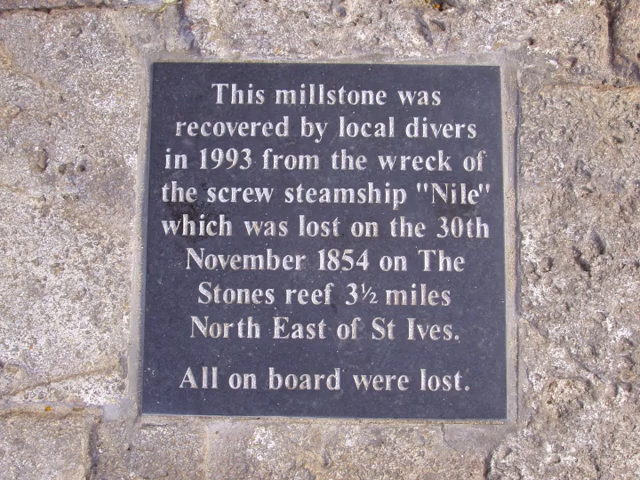 This millstone was
recovered by local divers
in 1993 from the wreck of
the screw steamship "Nile"
which was lost on the 30th
November 1854 on The
Stones reef 3½ miles
North East of St Ives.
All on board were lost.